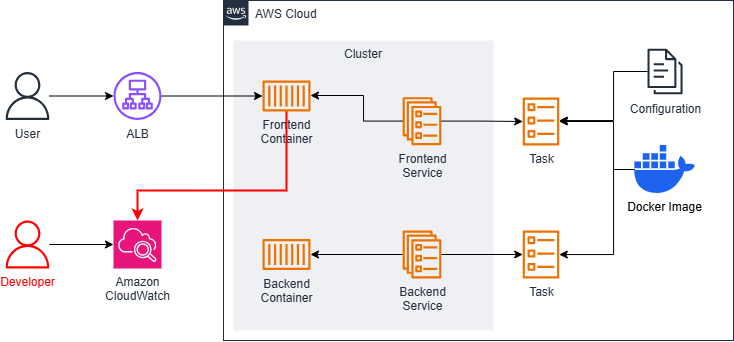 aws
AWS Cloud
Cluster
User
ALB
Frontend
Container
Frontend
Service
Task
Configuration
Docker Image
Developer
Amazon
CloudWatch
Backend
Container
Backend
Service
Task